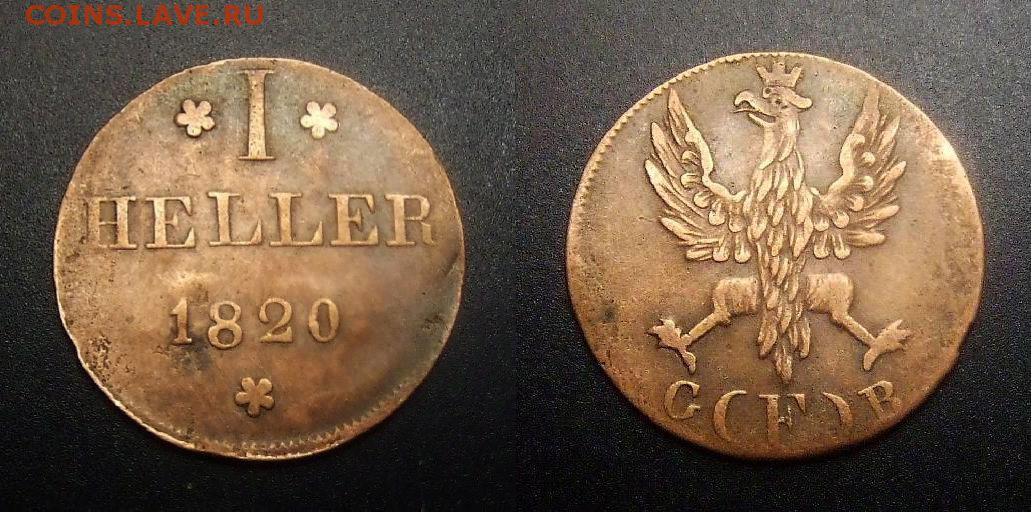 COINS.LAVE.RU
I
HELLER
1820
G(F)B